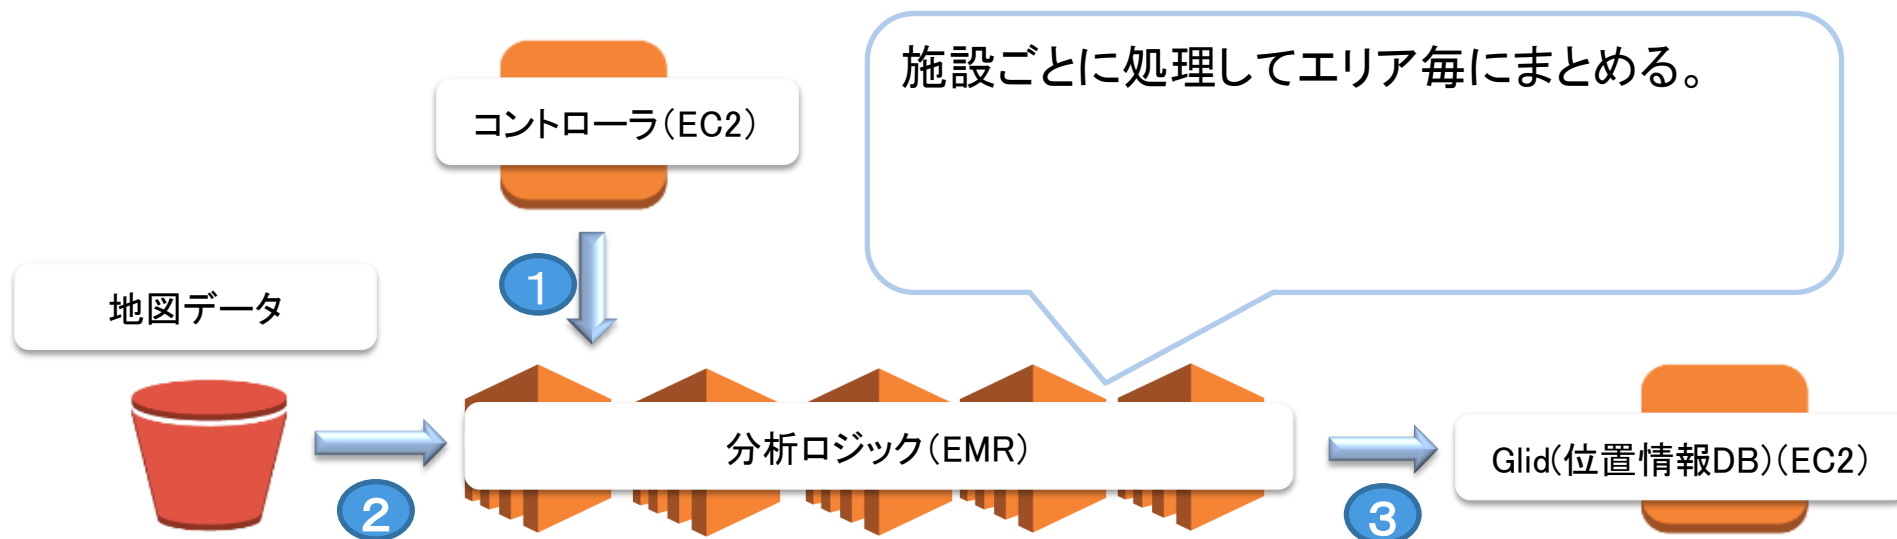 施設ごとに処理してエリア毎にまとめる。
コントローラ(EC2)
1
地図データ
分析ロジック(EMR)
Glid(位置情報DB)(EC2)
2
3